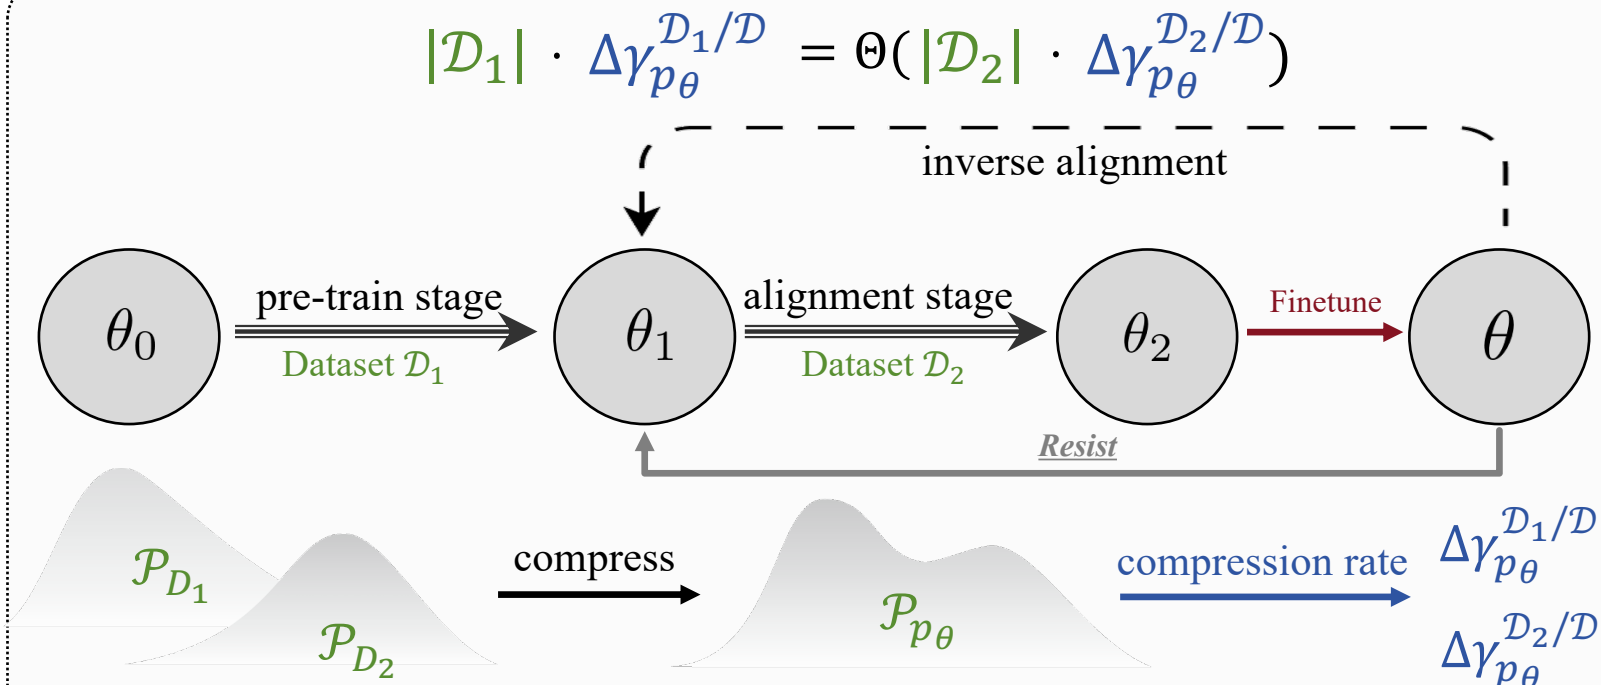 |𝒟₁| · Δγ_{p_θ}^{𝒟₁/𝒟} = Θ(|𝒟₂| · Δγ_{p_θ}^{𝒟₂/𝒟})
inverse alignment
θ₀
pre-train stage
Dataset 𝒟₁
θ₁
alignment stage
Dataset 𝒟₂
θ₂
Finetune
θ
Resist
𝒫_{D₁}
𝒫_{D₂}
compress
𝒫_{p_θ}
compression rate
Δγ_{p_θ}^{𝒟₁/𝒟}
Δγ_{p_θ}^{𝒟₂/𝒟}